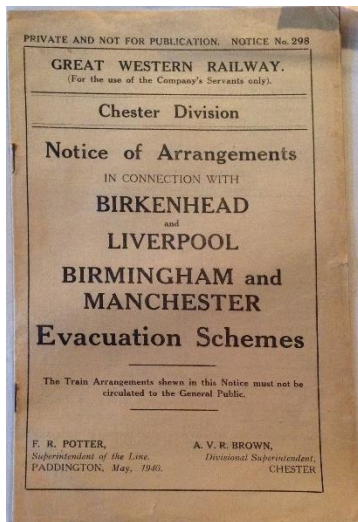 PRIVATE AND NOT FOR PUBLICATION. NOTICE No. 298
GREAT WESTERN RAILWAY.
(For the use of the Company's Servants only).
Chester Division
Notice of Arrangements
IN CONNECTION WITH
BIRKENHEAD
and
LIVERPOOL
BIRMINGHAM and
MANCHESTER
Evacuation Schemes
The Train Arrangements shewn in this Notice must not be
circulated to the General Public.
F. R. POTTER, A. V. R. BROWN,
Superintendent of the Line. Divisional Superintendent,
PADDINGTON, May, 1940. CHESTER